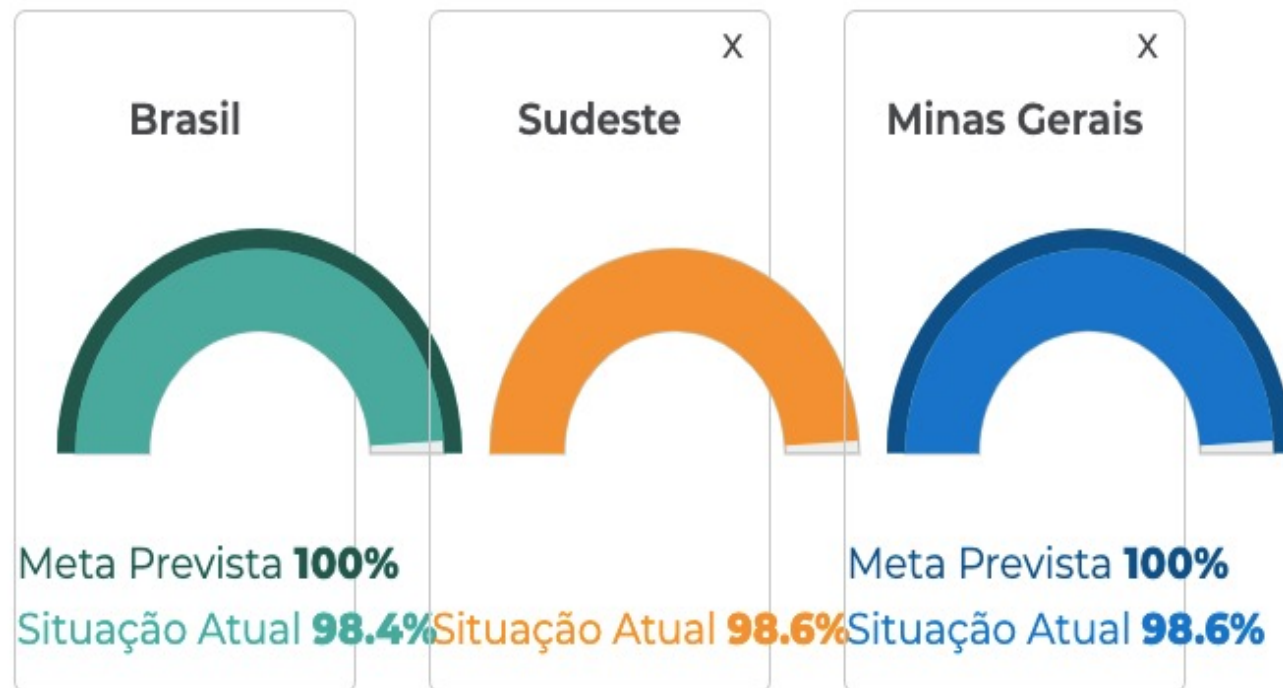 Brasil
Meta Prevista 100%
Situação Atual 98.4%
X
Sudeste
Situação Atual 98.6%
X
Minas Gerais
Meta Prevista 100%
Situação Atual 98.6%